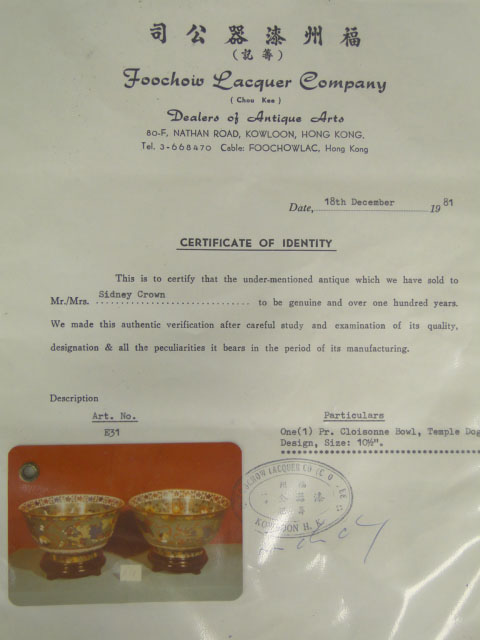 司公器漆州福
(記籌)
Foochow Lacquer Company
(Chou Kee)
Dealers of Antique Arts
80-F, NATHAN ROAD, KOWLOON, HONG KONG.
Tel. 3-668470 Cable: FOOCHOWLAC, Hong Kong
Date, 18th December 1981
CERTIFICATE OF IDENTITY
This is to certify that the under-mentioned antique which we have sold to
Mr./Mrs. Sidney Crown to be genuine and over one hundred years.
We made this authentic verification after careful study and examination of its quality,
designation & all the peculiarities it bears in the period of its manufacturing.
Description
Art. No. Particulars
E31 One(1) Pr. Cloisonne Bowl, Temple Dog
Design, Size: 10½".
LACQUER CO.
KOWLOON H. K.